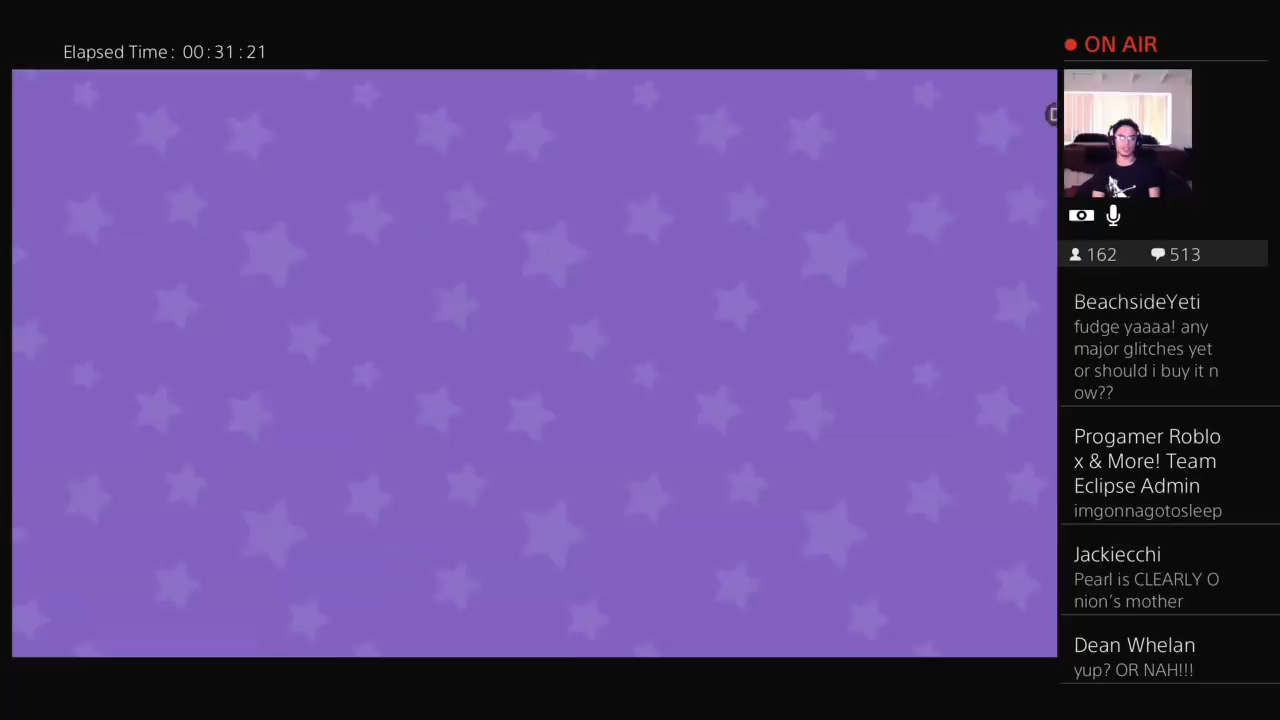 Elapsed Time: 00:31:21
ON AIR
162 513
BeachsideYeti
fudge yaaaa! any
major glitches yet
or should i buy it n
ow??
Progamer Roblo
x & More! Team
Eclipse Admin
imgonnagotosleep
Jackiecchi
Pearl is CLEARLY O
nion's mother
Dean Whelan
yup? OR NAH!!!